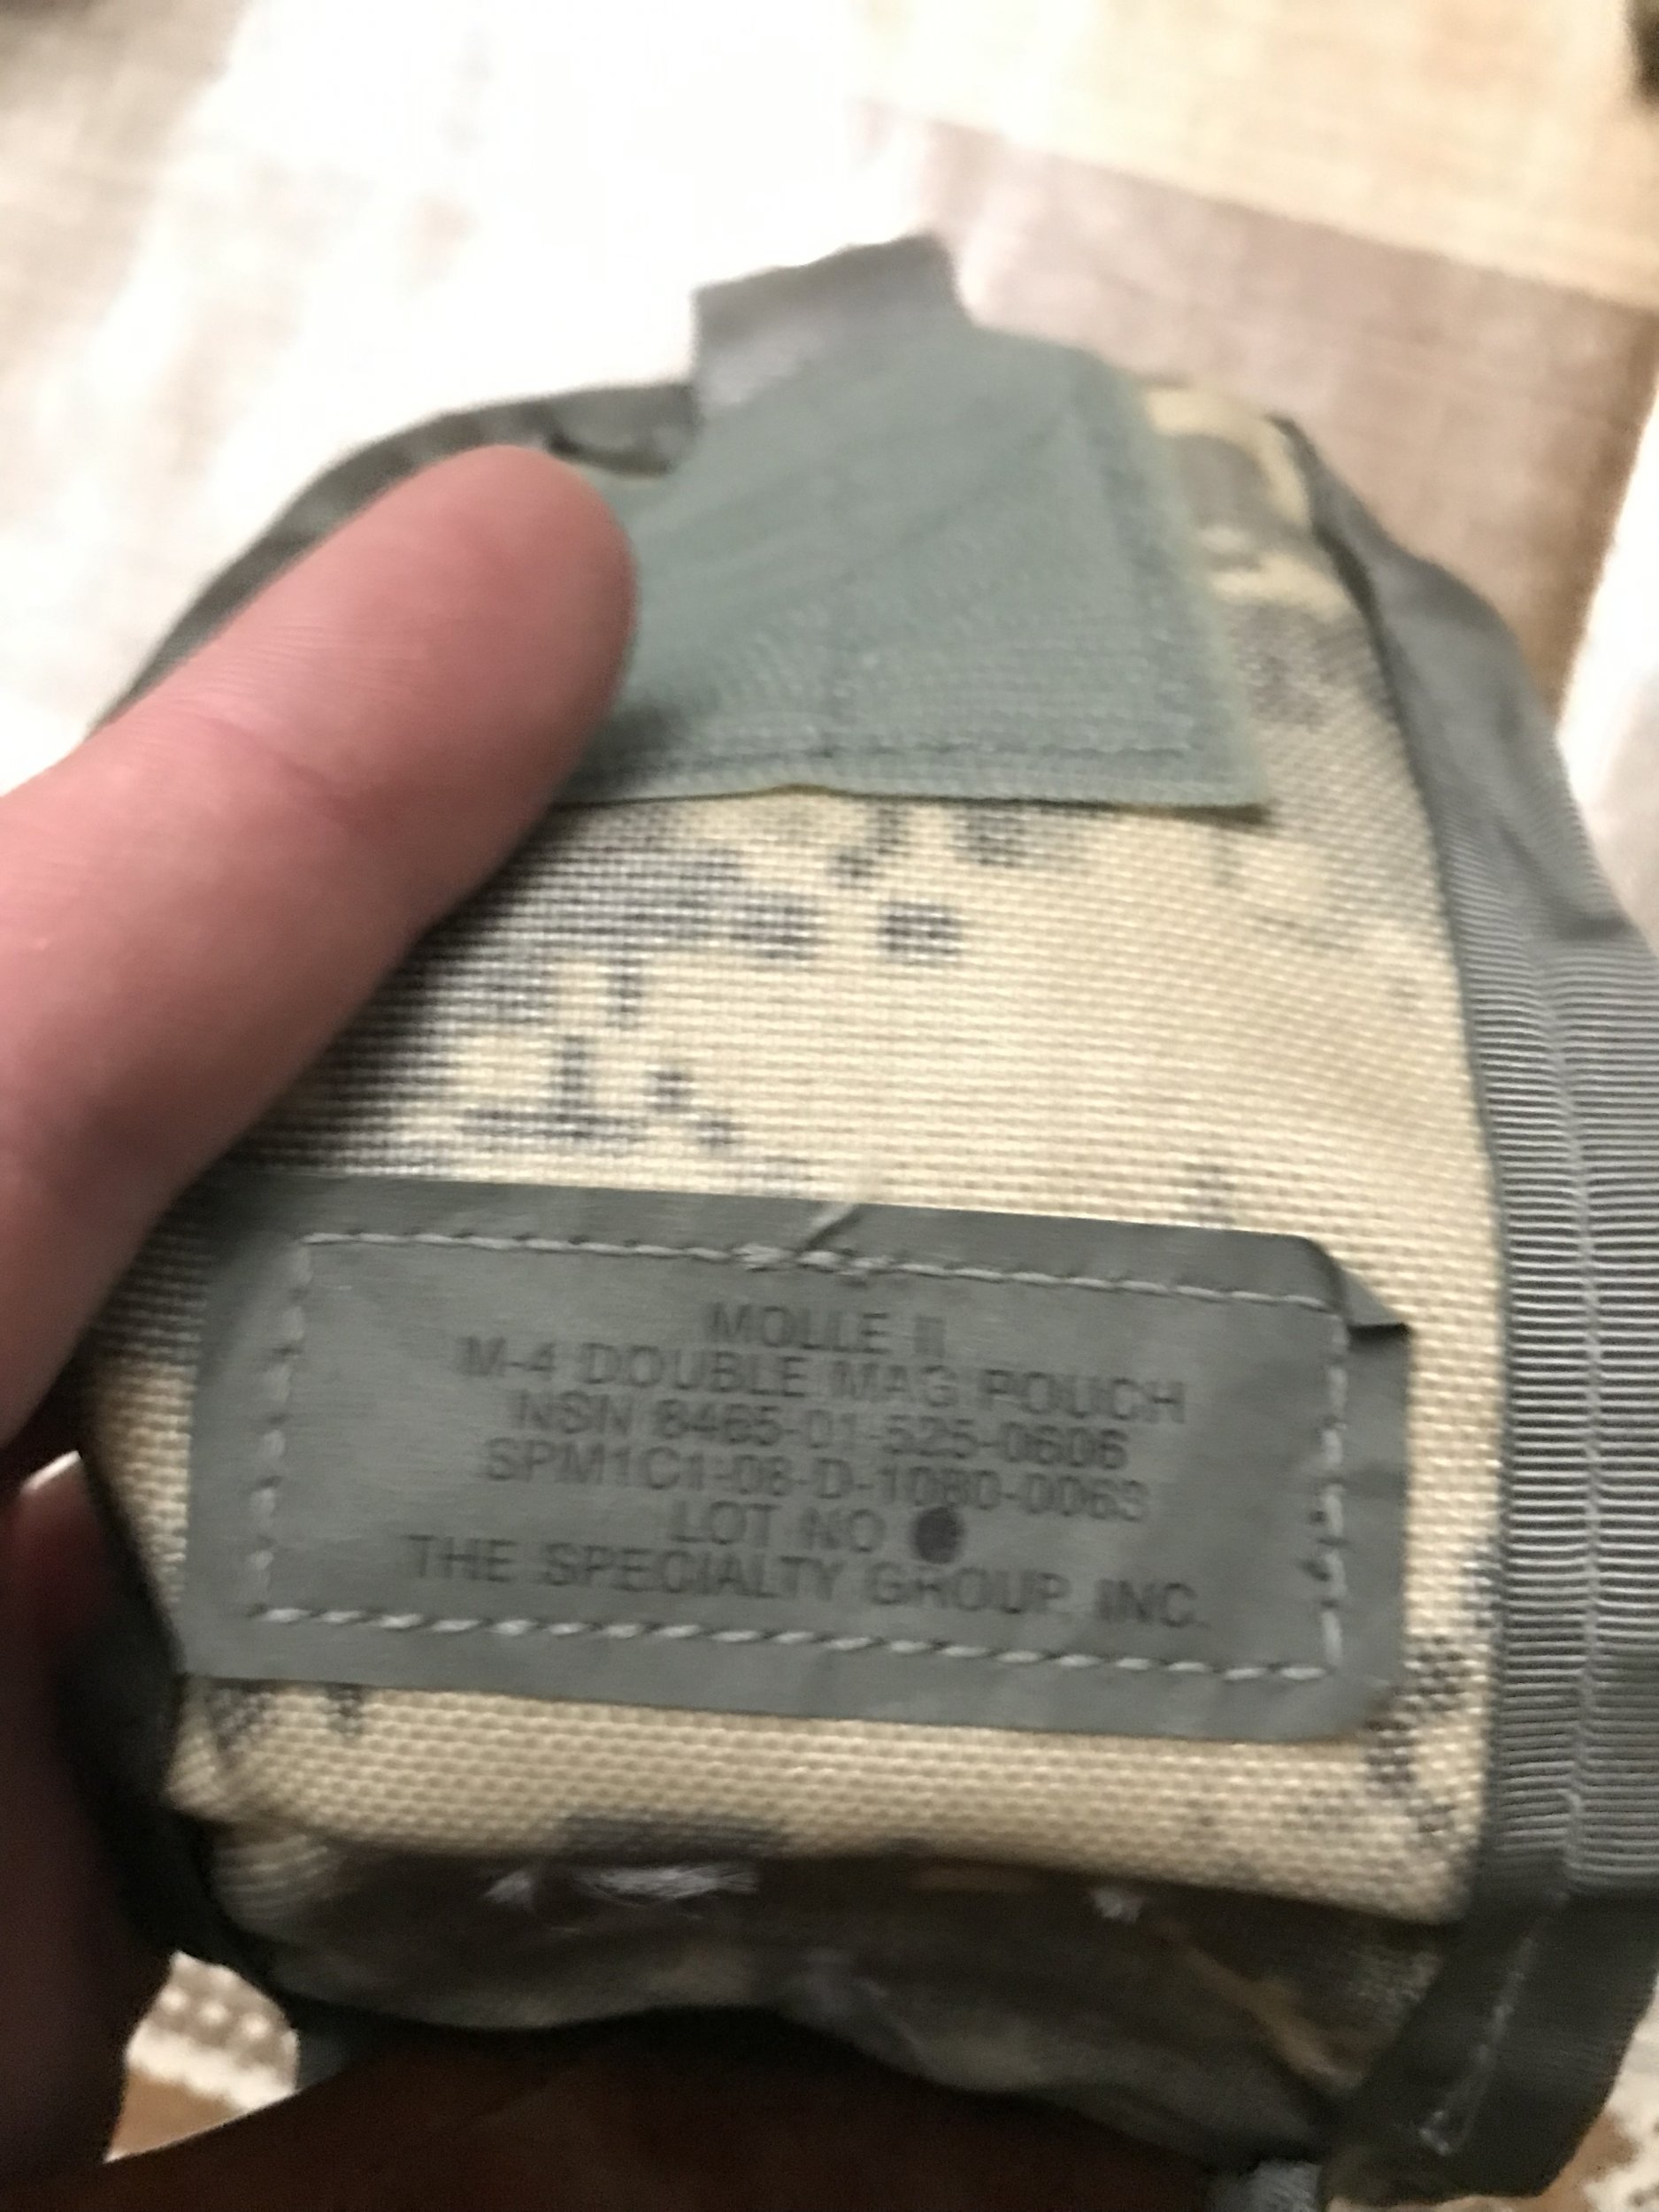 MOLLE II
M-4 DOUBLE MAG POUCH
NSN 8465-01-525-0606
SPM1C1-08-D-1080-0063
LOT NO
THE SPECIALTY GROUP, INC.